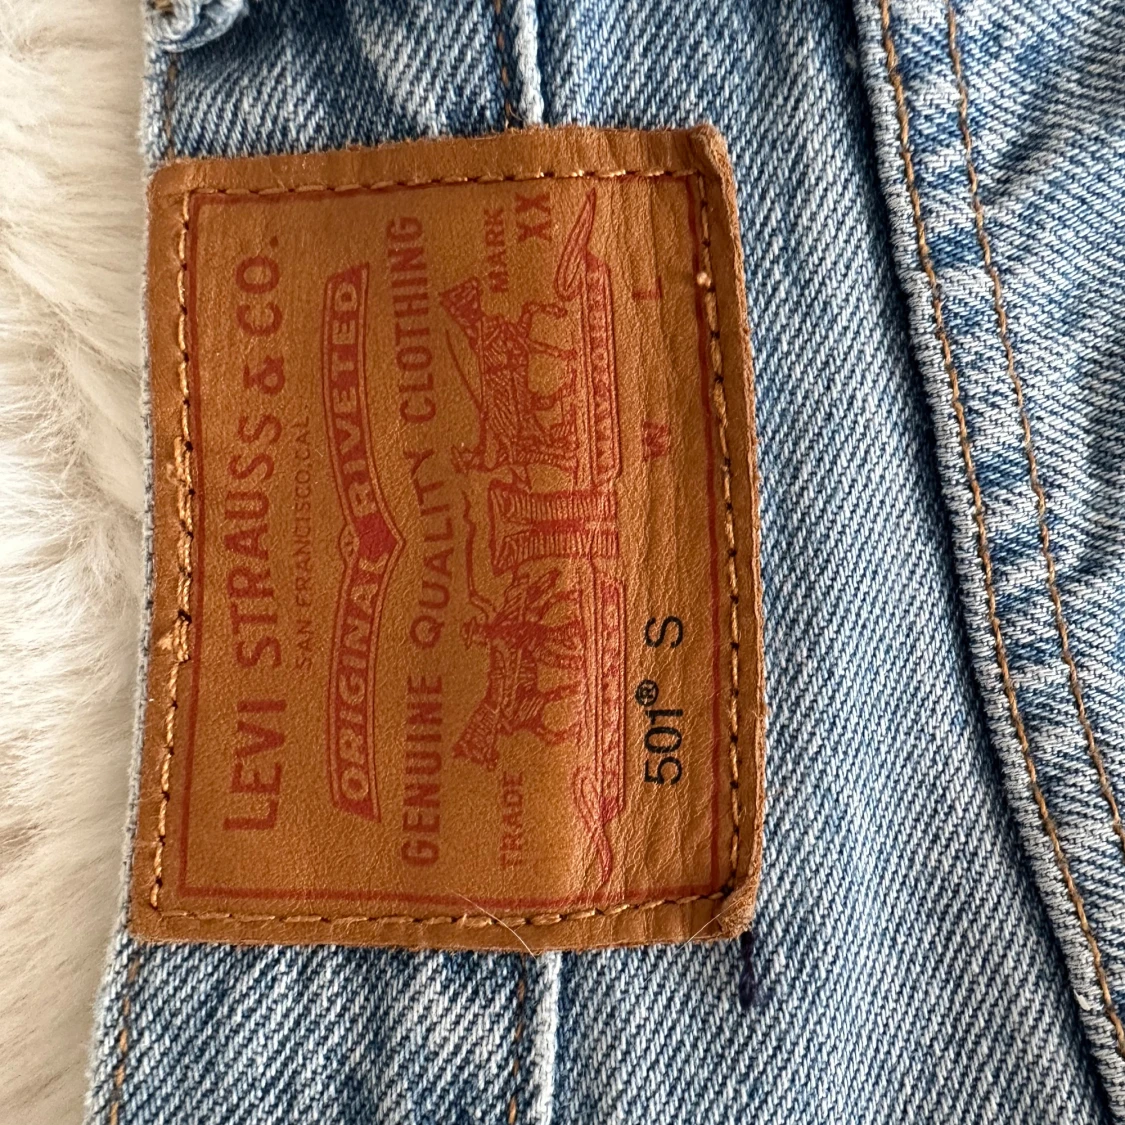 LEVI STRAUSS & CO.
SAN FRANCISCO, CAL.
ORIGINAL RIVETED
GENUINE QUALITY CLOTHING
TRADE MARK
XX
501® S W L